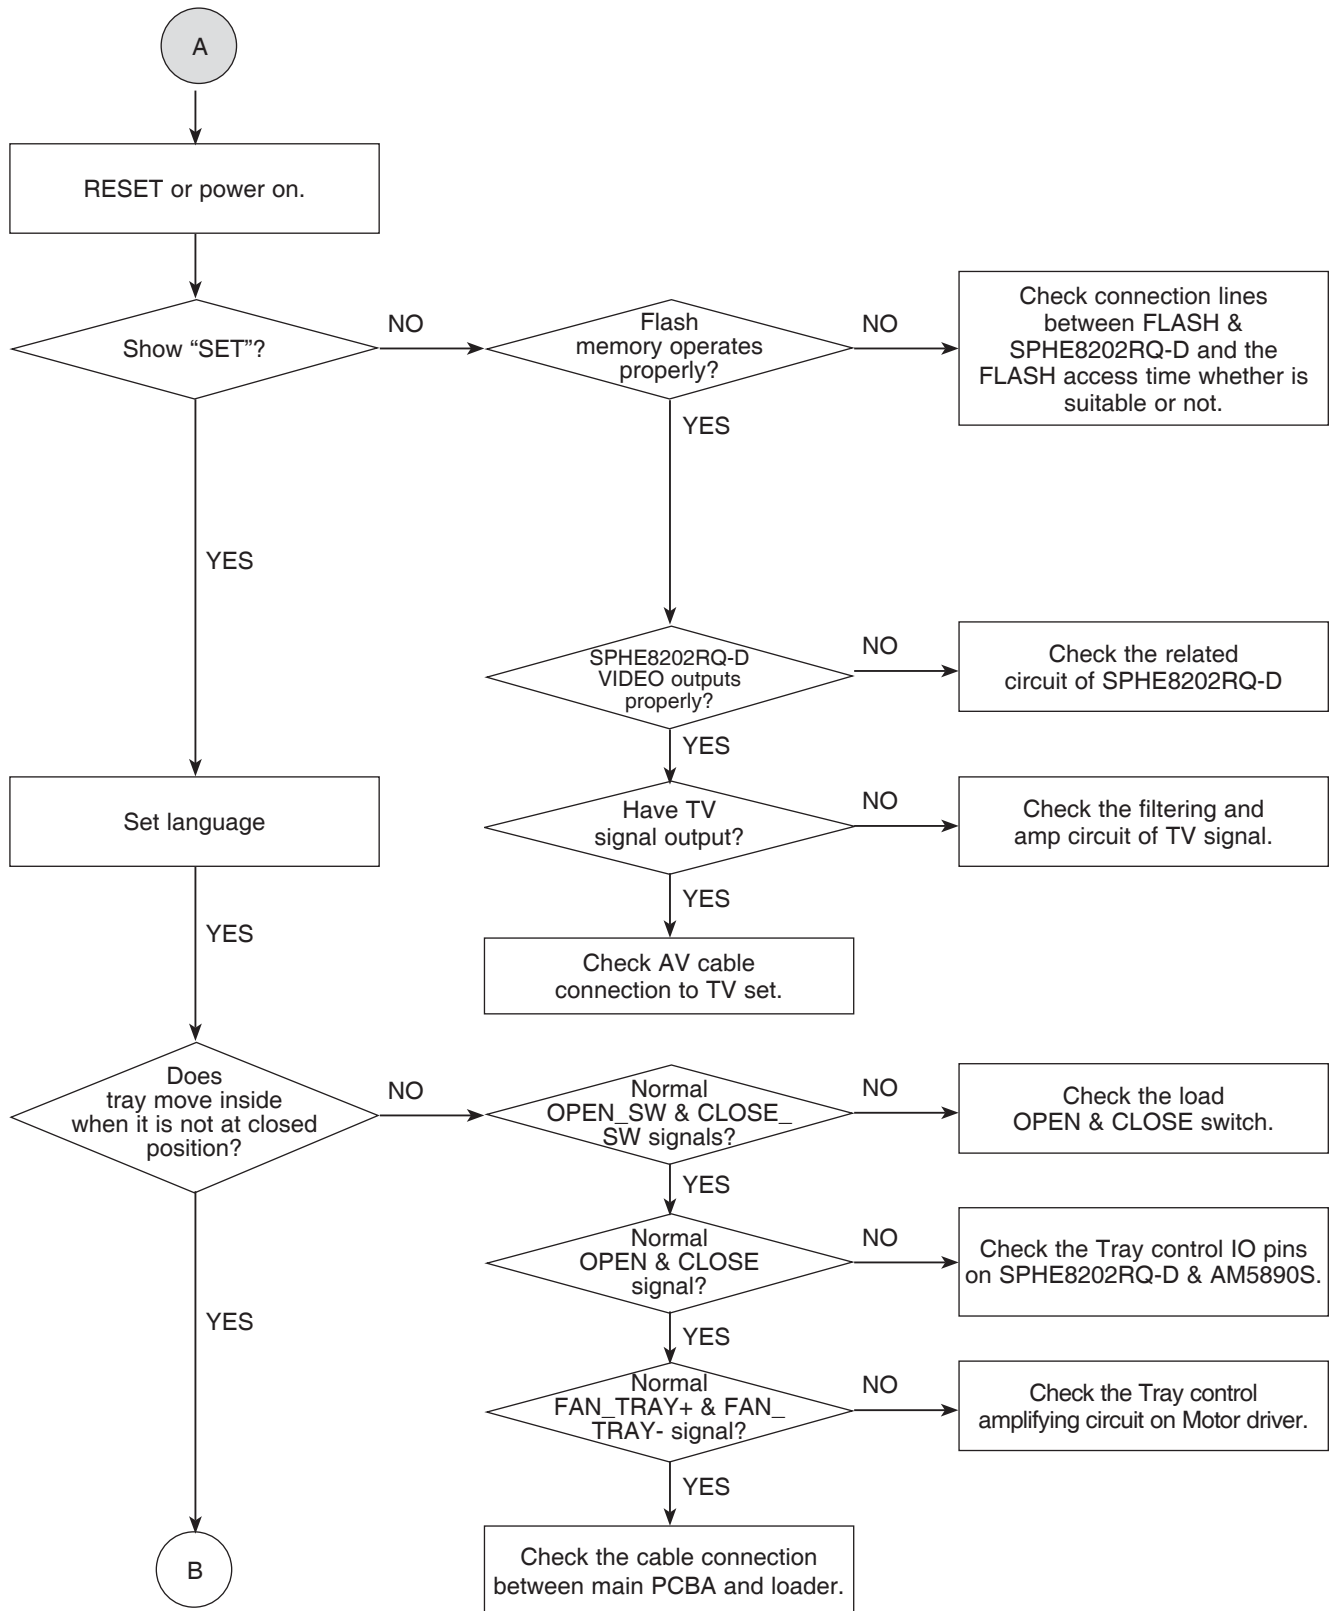 A
RESET or power on.
Show “SET”?
NO
Flash
memory operates
properly?
NO
Check connection lines
between FLASH &
SPHE8202RQ-D and the
FLASH access time whether is
suitable or not.
YES
YES
SPHE8202RQ-D
VIDEO outputs
properly?
NO
Check the related
circuit of SPHE8202RQ-D
YES
Set language
Have TV
signal output?
NO
Check the filtering and
amp circuit of TV signal.
YES
YES
Check AV cable
connection to TV set.
Does
tray move inside
when it is not at closed
position?
NO
Normal
OPEN_SW & CLOSE_
SW signals?
NO
Check the load
OPEN & CLOSE switch.
YES
Normal
OPEN & CLOSE
signal?
NO
Check the Tray control IO pins
on SPHE8202RQ-D & AM5890S.
YES
YES
Normal
FAN_TRAY+ & FAN_
TRAY- signal?
NO
Check the Tray control
amplifying circuit on Motor driver.
YES
B
Check the cable connection
between main PCBA and loader.